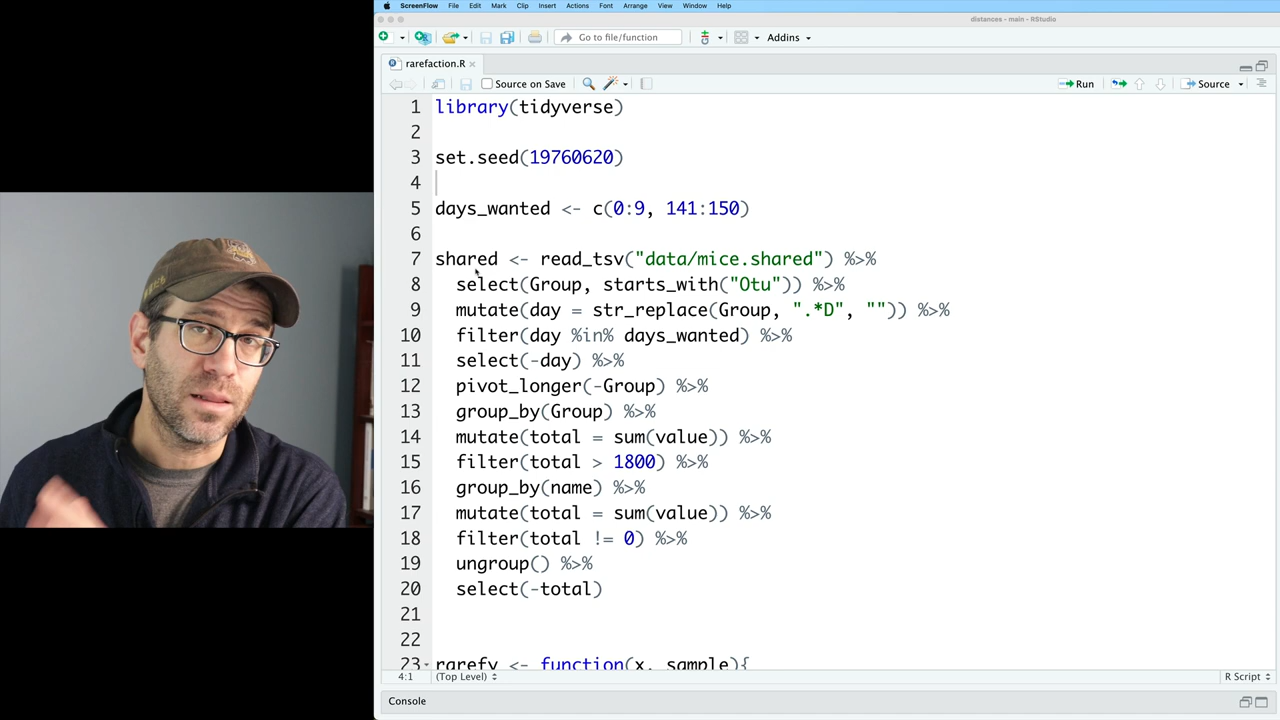 ScreenFlow File Edit Mark Clip Insert Actions Font Arrange View Window Help
distances - main - RStudio
Go to file/function Addins
rarefaction.R
Source on Save Run Source
1 library(tidyverse)
2
3 set.seed(19760620)
4
5 days_wanted <- c(0:9, 141:150)
6
7 shared <- read_tsv("data/mice.shared") %>%
8 select(Group, starts_with("Otu")) %>%
9 mutate(day = str_replace(Group, ".*D", "")) %>%
10 filter(day %in% days_wanted) %>%
11 select(-day) %>%
12 pivot_longer(-Group) %>%
13 group_by(Group) %>%
14 mutate(total = sum(value)) %>%
15 filter(total > 1800) %>%
16 group_by(name) %>%
17 mutate(total = sum(value)) %>%
18 filter(total != 0) %>%
19 ungroup() %>%
20 select(-total)
21
22
23 rarefy <- function(x, sample){
4:1 (Top Level) R Script
Console